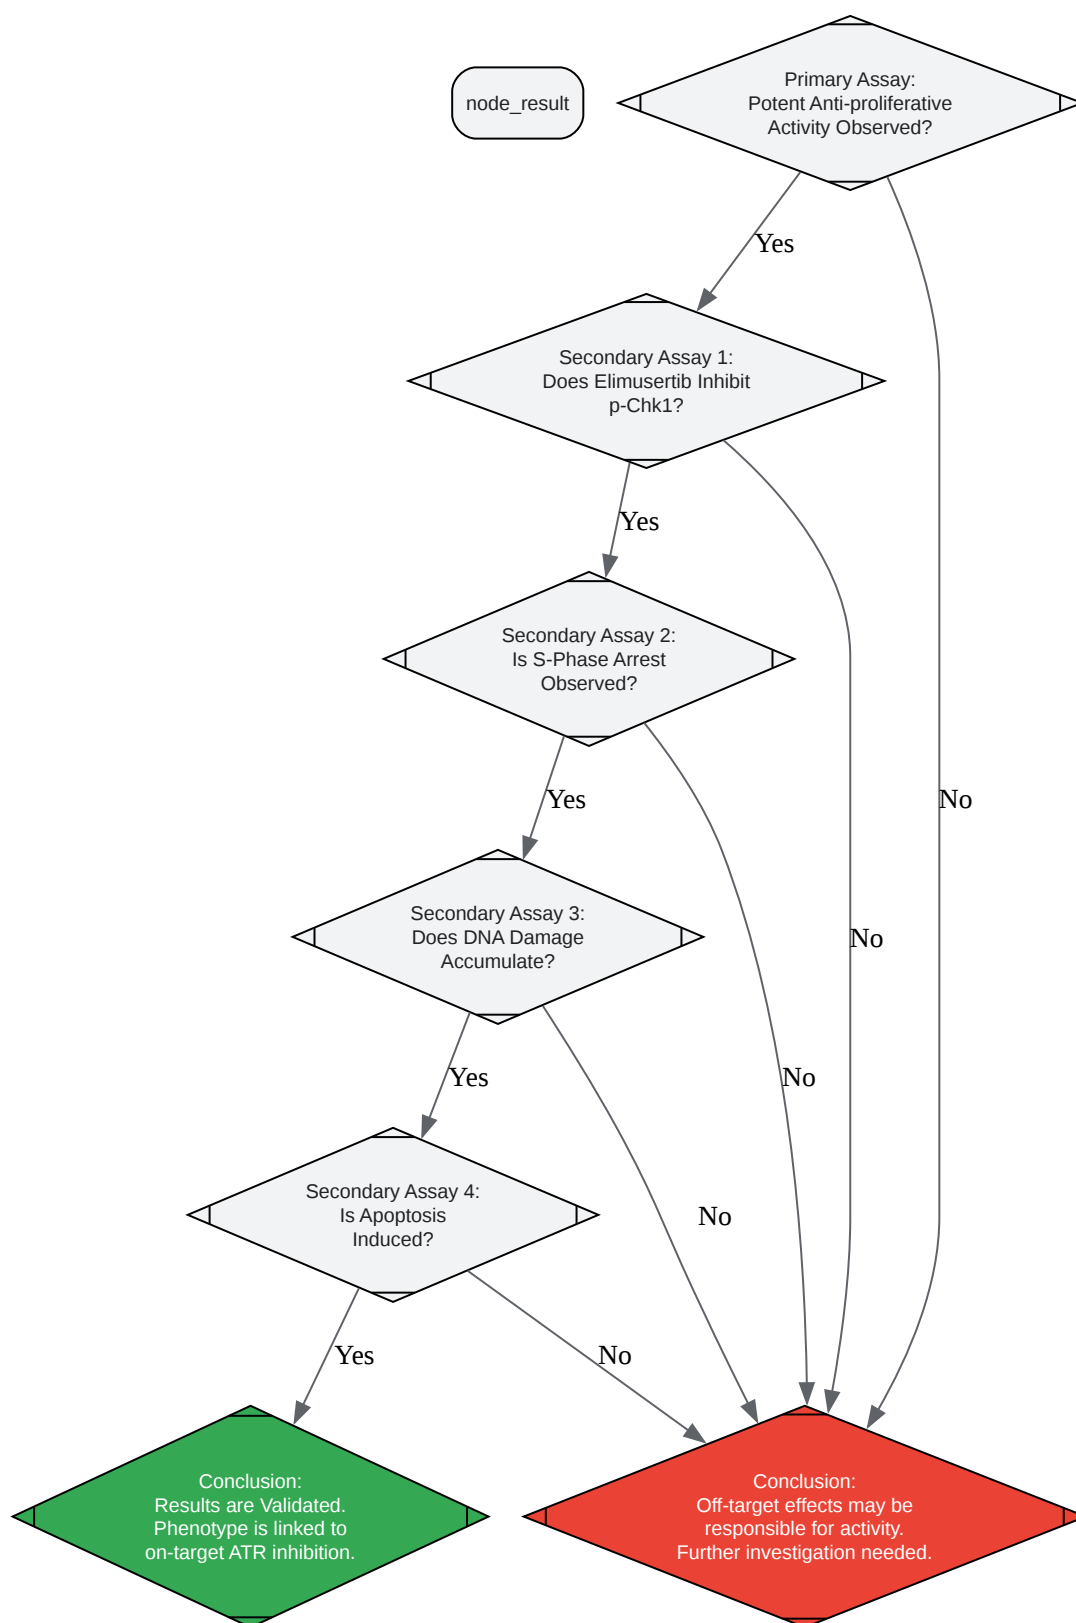 node_result
Primary Assay:
Potent Anti-proliferative
Activity Observed?
Yes
Secondary Assay 1:
Does Elimusertib Inhibit
p-Chk1?
Yes
Secondary Assay 2:
Is S-Phase Arrest
Observed?
Yes
No
Secondary Assay 3:
Does DNA Damage
Accumulate?
No
Yes
No
Secondary Assay 4:
Is Apoptosis
Induced?
No
Yes
No
Conclusion:
Results are Validated.
Phenotype is linked to
on-target ATR inhibition.
Conclusion:
Off-target effects may be
responsible for activity.
Further investigation needed.